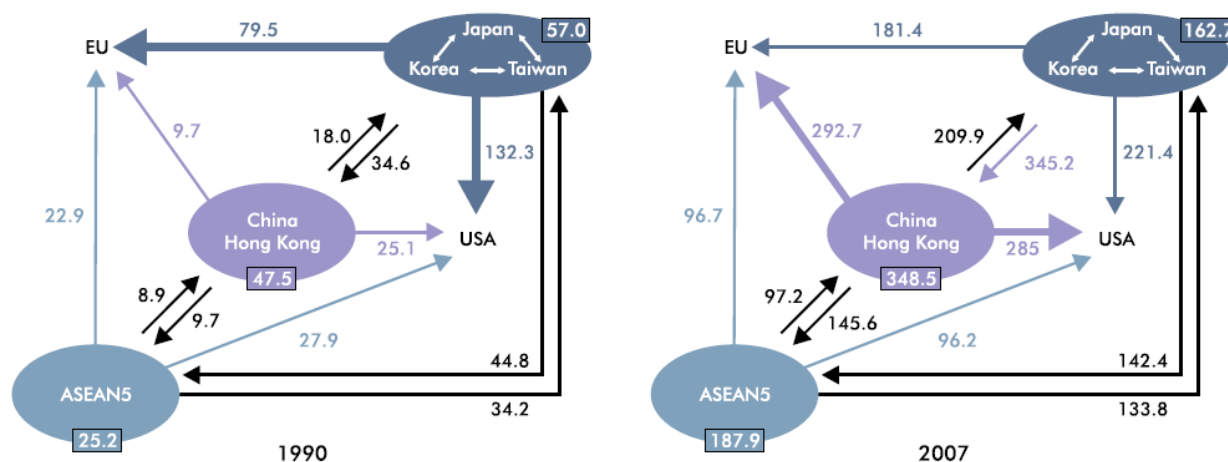 79.5
57.0
Japan
EU
Korea
Taiwan
9.7
18.0
34.6
132.3
22.9
China
Hong Kong
25.1
USA
47.5
8.9
9.7
27.9
44.8
ASEAN5
34.2
25.2
1990
181.4
162.7
Japan
EU
Korea
Taiwan
292.7
209.9
345.2
221.4
96.7
China
Hong Kong
285
USA
348.5
97.2
145.6
96.2
142.4
ASEAN5
133.8
187.9
2007